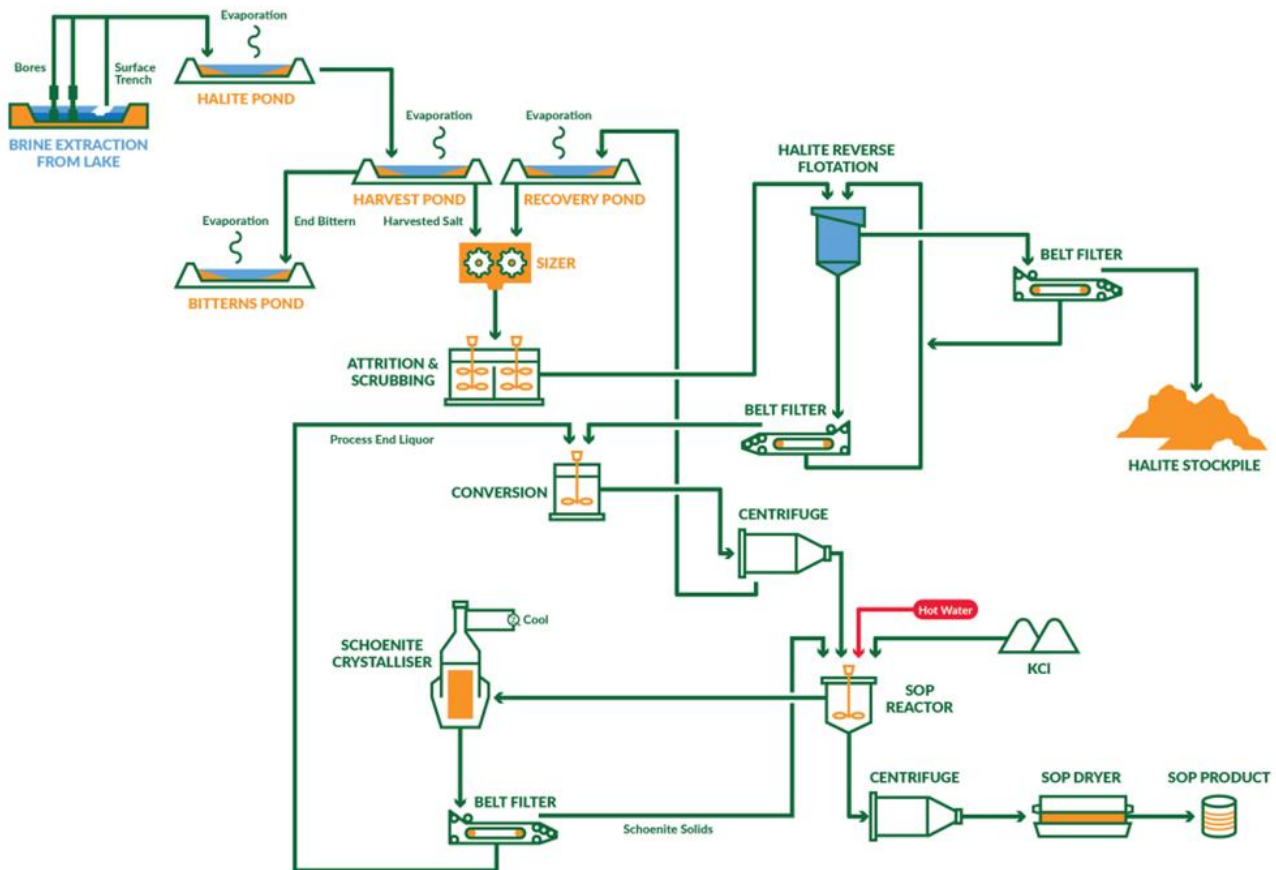 Evaporation
Bores
Surface
Trench
HALITE POND
BRINE EXTRACTION
FROM LAKE
Evaporation
Evaporation
HARVEST POND
RECOVERY POND
HALITE REVERSE
FLOTATION
Evaporation
End Bittern
Harvested Salt
BELT FILTER
SIZER
BITTERNS POND
ATTRITION &
SCRUBBING
BELT FILTER
Process End Liquor
HALITE STOCKPILE
CONVERSION
CENTRIFUGE
Hot Water
Cool
SCHOENITE
CRYSTALLISER
KCl
SOP
REACTOR
CENTRIFUGE
SOP DRYER
SOP PRODUCT
BELT FILTER
Schoenite Solids